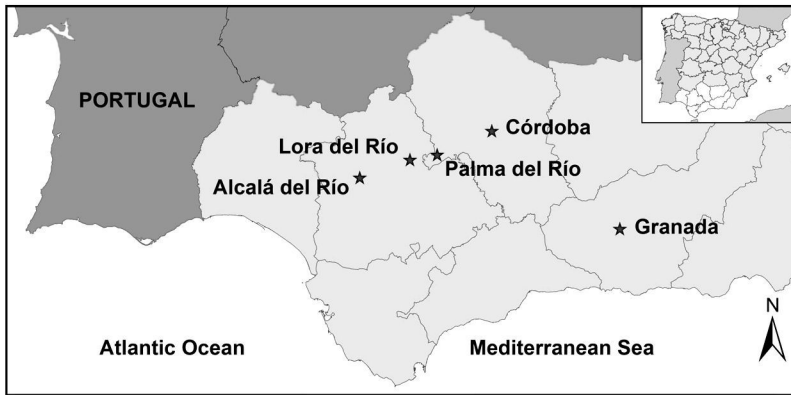 PORTUGAL
Córdoba
Lora del Río
Palma del Río
Alcalá del Río
Granada
N
Atlantic Ocean
Mediterranean Sea